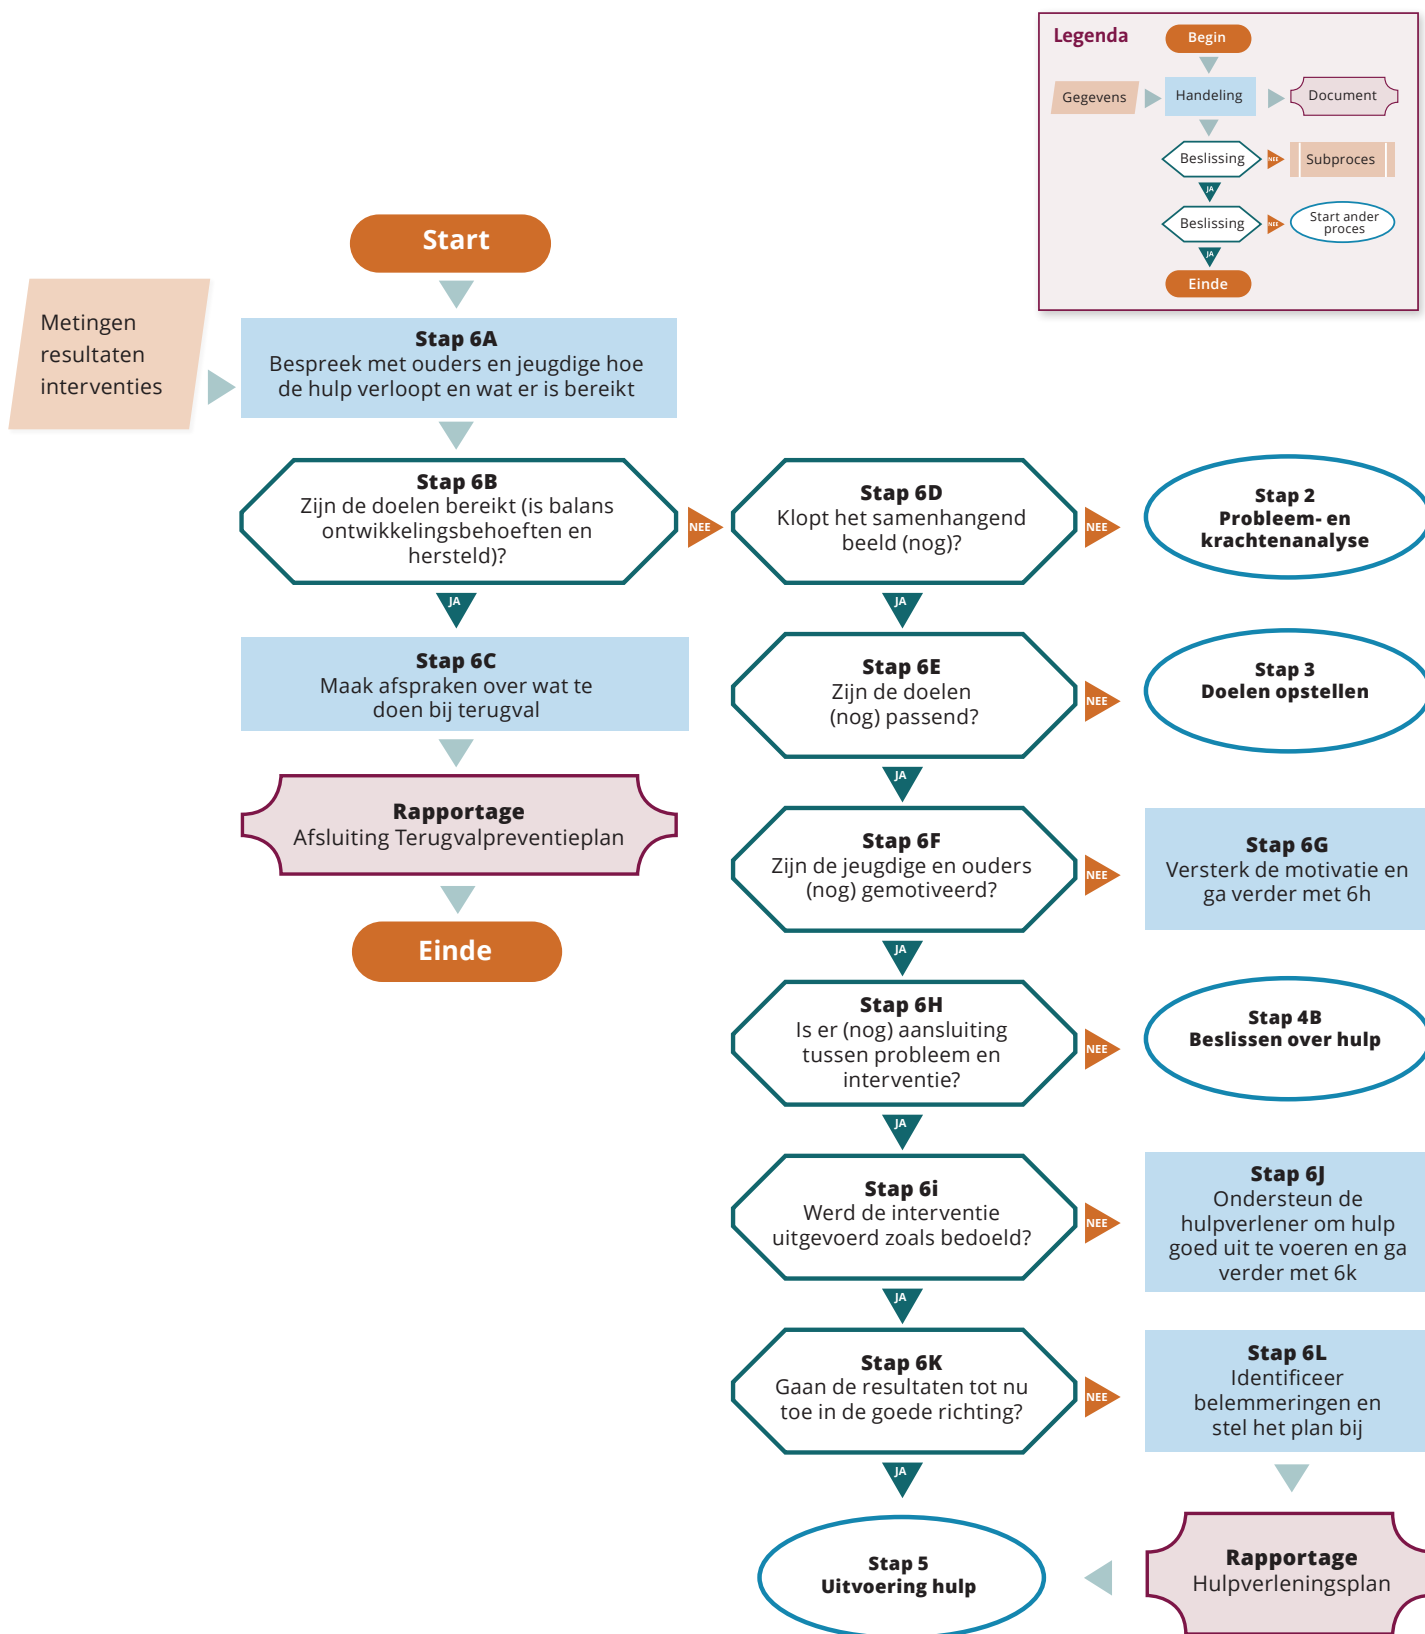 Legenda
Begin
Gegevens
Handeling
Document
Beslissing
NEE
Subproces
JA
Beslissing
NEE
Start ander
proces
JA
Einde
Start
Metingen
resultaten
interventies
Stap 6A
Bespreek met ouders en jeugdige hoe
de hulp verloopt en wat er is bereikt
Stap 6B
Zijn de doelen bereikt (is balans
ontwikkelingsbehoeften en
hersteld)?
NEE
JA
Stap 6C
Maak afspraken over wat te
doen bij terugval
Rapportage
Afsluiting Terugvalpreventieplan
Einde
Stap 6D
Klopt het samenhangend
beeld (nog)?
NEE
Stap 2
Probleem- en
krachtenanalyse
JA
Stap 6E
Zijn de doelen
(nog) passend?
NEE
Stap 3
Doelen opstellen
JA
Stap 6F
Zijn de jeugdige en ouders
(nog) gemotiveerd?
NEE
Stap 6G
Versterk de motivatie en
ga verder met 6h
JA
Stap 6H
Is er (nog) aansluiting
tussen probleem en
interventie?
NEE
Stap 4B
Beslissen over hulp
JA
Stap 6i
Werd de interventie
uitgevoerd zoals bedoeld?
NEE
Stap 6J
Ondersteun de
hulpverlener om hulp
goed uit te voeren en ga
verder met 6k
JA
Stap 6K
Gaan de resultaten tot nu
toe in de goede richting?
NEE
Stap 6L
Identificeer
belemmeringen en
stel het plan bij
JA
Stap 5
Uitvoering hulp
Rapportage
Hulpverleningsplan